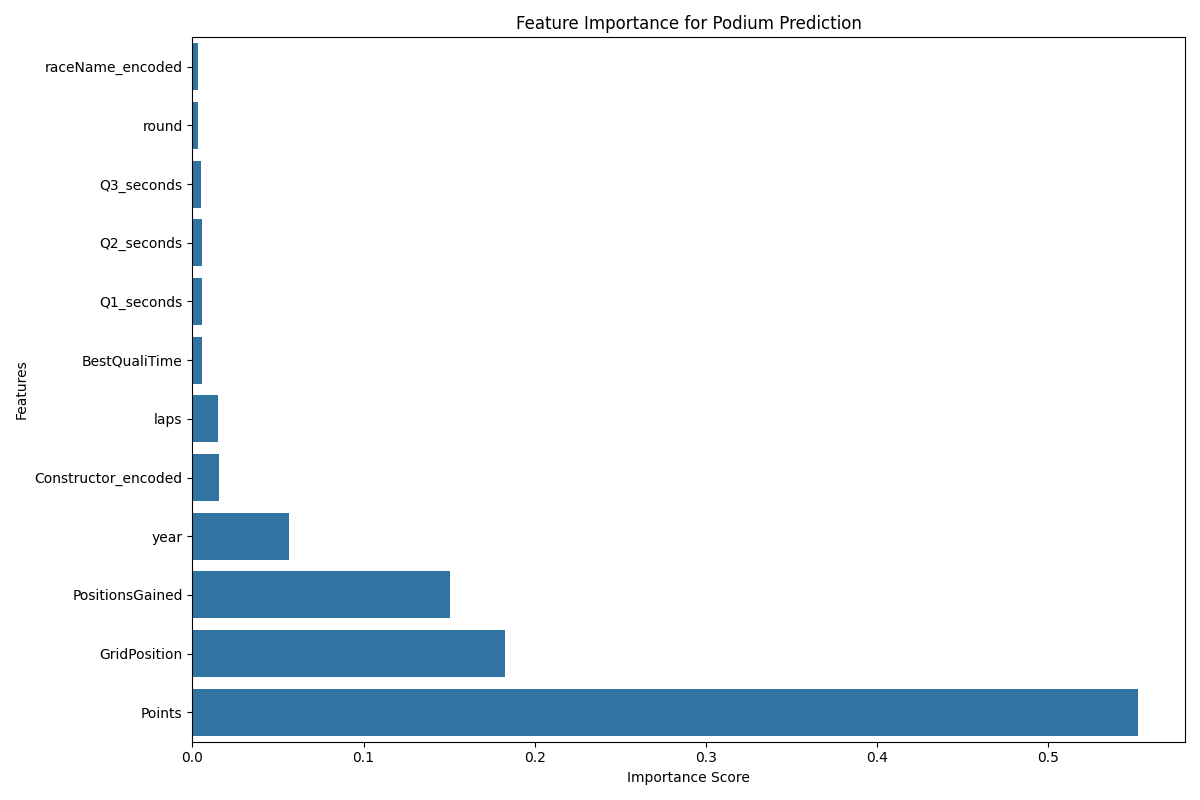 Feature Importance for Podium Prediction
raceName_encoded
round
Q3_seconds
Q2_seconds
Q1_seconds
BestQualiTime
laps
Constructor_encoded
year
PositionsGained
GridPosition
Points
Features
0.0 0.1 0.2 0.3 0.4 0.5
Importance Score